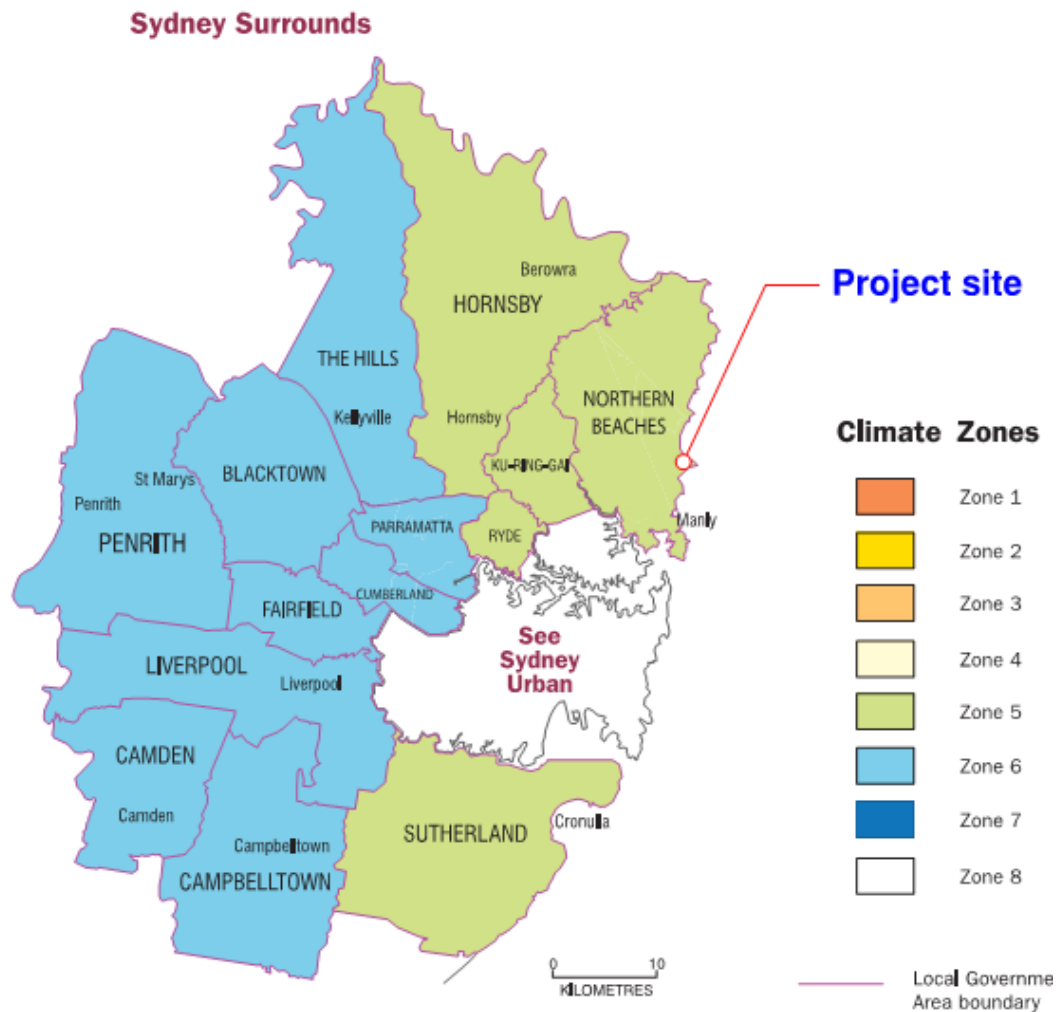 Sydney Surrounds
Berowra
HORNSBY
Project site
THE HILLS
NORTHERN
BEACHES
Kellyville
Hornsby
Climate Zones
KU-RING-GAI
BLACKTOWN
St Marys
Penrith
Zone 1
Manly
PARRAMATTA
RYDE
PENRITH
Zone 2
CUMBERLAND
FAIRFIELD
Zone 3
See
Sydney
Urban
LIVERPOOL
Liverpool
Zone 4
Zone 5
CAMDEN
Zone 6
Camden
Cronulla
SUTHERLAND
Zone 7
Campbelltown
CAMPBELLTOWN
Zone 8
0 10
KILOMETRES
Local Governme
Area boundary